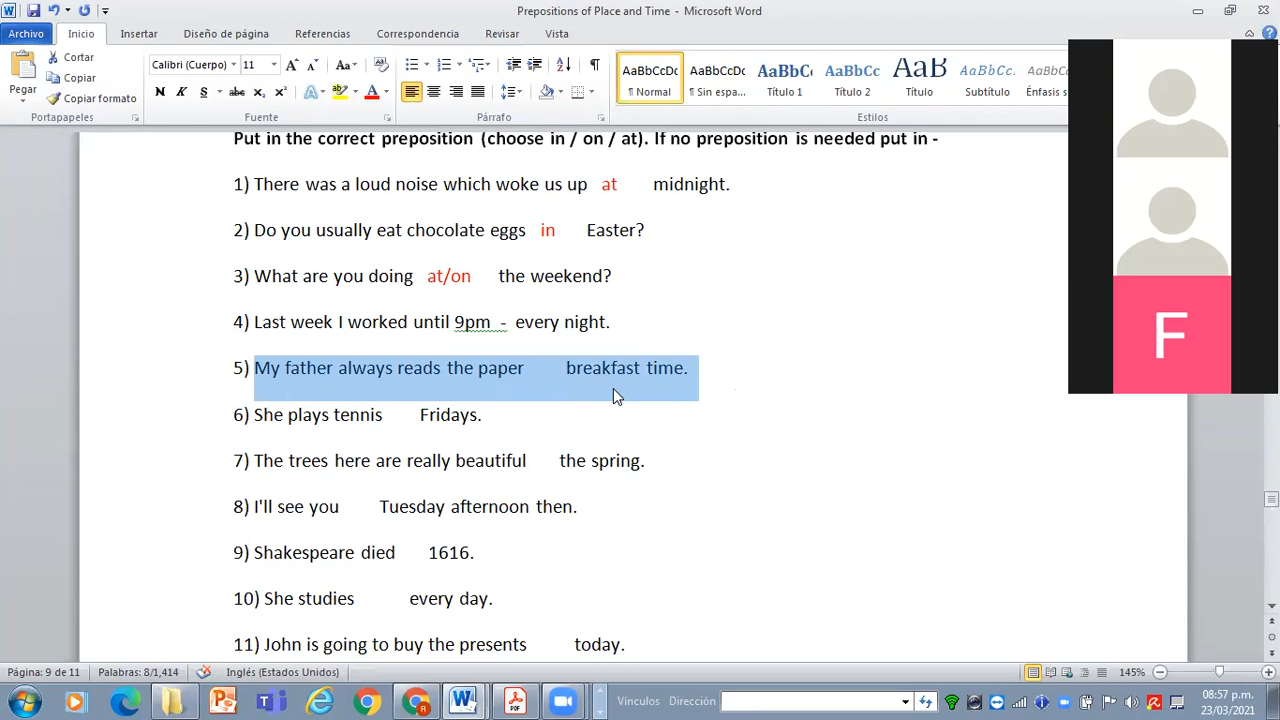 Prepositions of Place and Time - Microsoft Word
Archivo Inicio Insertar Diseño de página Referencias Correspondencia Revisar Vista
Pegar
Cortar
Copiar
Copiar formato
Portapapeles
Calibri (Cuerpo) 11
Fuente
Párrafo
AaBbCcDc AaBbCcDc AaBbC AaBbCc AaB AaBbCc. AaBbCc
¶ Normal ¶ Sin espa... Título 1 Título 2 Título Subtítulo Énfasis
Estilos
Put in the correct preposition (choose in / on / at). If no preposition is needed put in -
1) There was a loud noise which woke us up at midnight.
2) Do you usually eat chocolate eggs in Easter?
3) What are you doing at/on the weekend?
4) Last week I worked until 9pm - every night.
5) My father always reads the paper breakfast time.
6) She plays tennis Fridays.
7) The trees here are really beautiful the spring.
8) I'll see you Tuesday afternoon then.
9) Shakespeare died 1616.
10) She studies every day.
11) John is going to buy the presents today.
F
Página: 9 de 11 Palabras: 8/1,414 Inglés (Estados Unidos) 145%
Vínculos Dirección
08:57 p.m.
23/03/2021